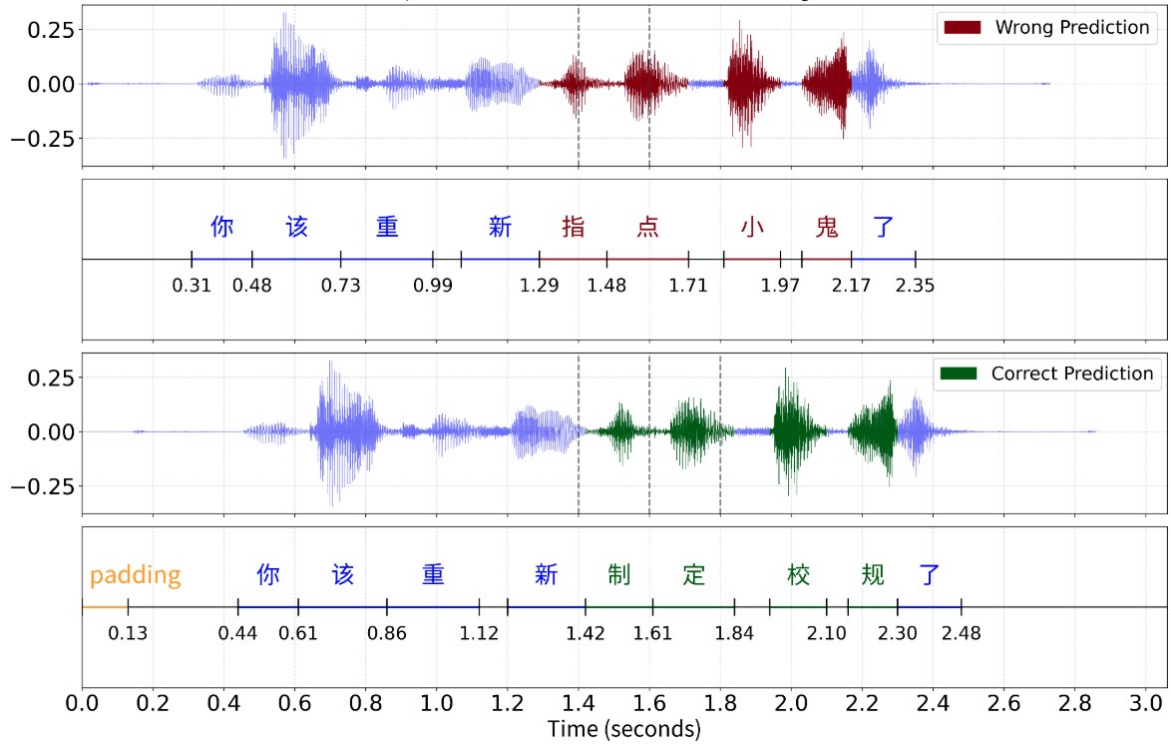 0.25
0.00
−0.25
Wrong Prediction
你 该 重 新 指 点 小 鬼 了
0.31 0.48 0.73 0.99 1.29 1.48 1.71 1.97 2.17 2.35
0.25
0.00
−0.25
Correct Prediction
padding 你 该 重 新 制 定 校 规 了
0.13 0.44 0.61 0.86 1.12 1.42 1.61 1.84 2.10 2.30 2.48
0.0 0.2 0.4 0.6 0.8 1.0 1.2 1.4 1.6 1.8 2.0 2.2 2.4 2.6 2.8 3.0
Time (seconds)